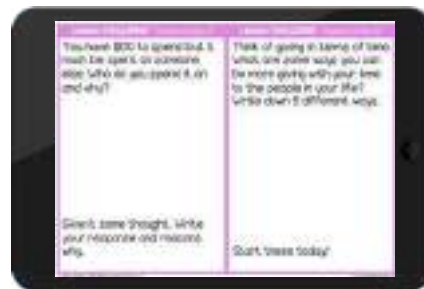 You have $100 to spend but it
must be spent on someone
else. Who do you spend it on
and why?
Give it some thought. Write
your response and reasons
why.
Think of giving in terms of time.
What are some ways you can
be more giving with your time
to the people in your life?
Write down 5 different ways.
Start these today!